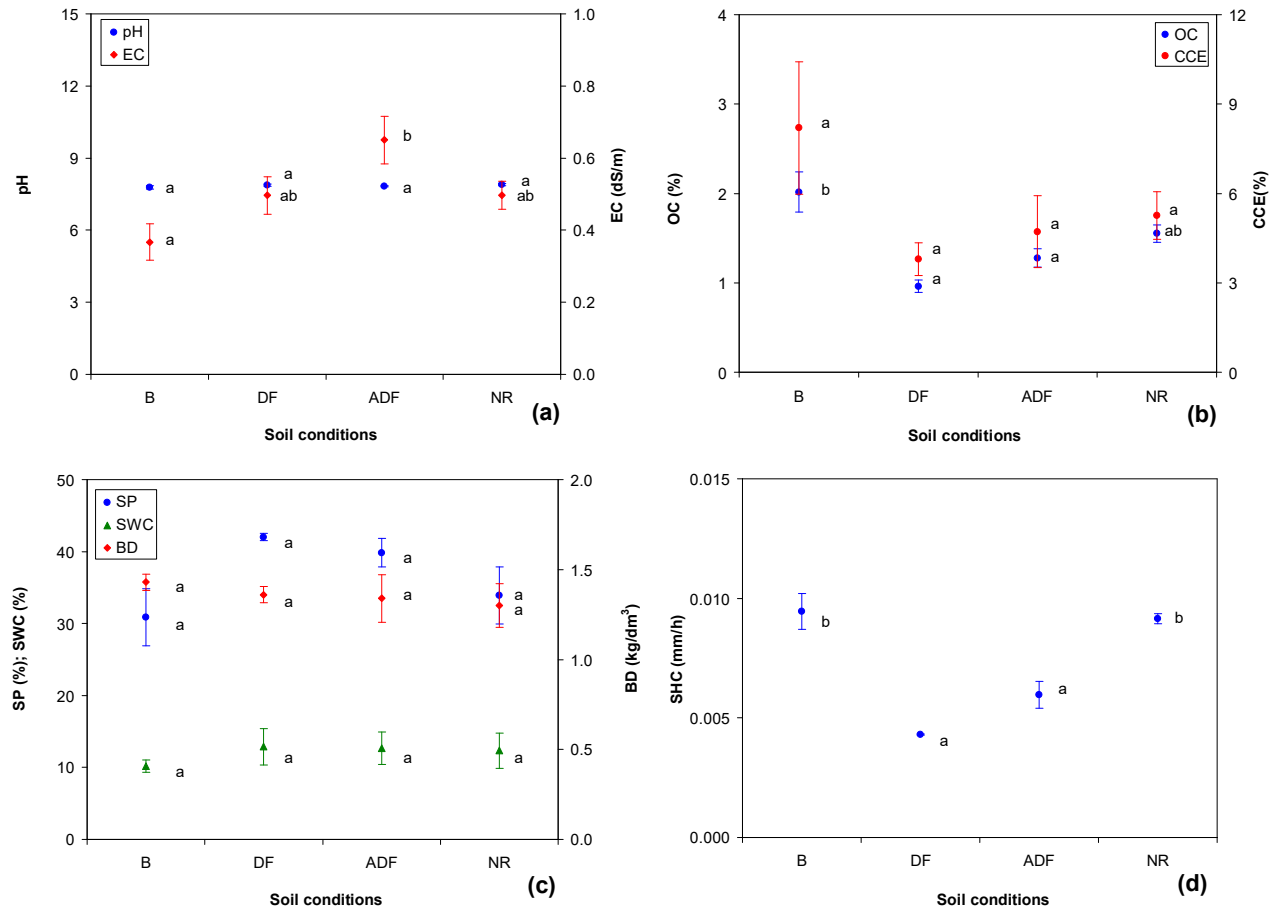 15
12
9
6
3
0
pH
pH
EC
a
a
a
ab
b
a
a
ab
1.0
0.8
0.6
0.4
0.2
0.0
EC (dS/m)
B DF ADF NR
Soil conditions
(a)
4
3
2
1
0
OC (%)
OC
CCE
a
b
a
a
a
a
a
ab
12
9
6
3
0
CCE(%)
B DF ADF NR
Soil conditions
(b)
50
40
30
20
10
0
SP (%); SWC (%)
SP
SWC
BD
a
a
a
a
a
a
a
a
a
a
a
a
2.0
1.5
1.0
0.5
0.0
BD (kg/dm³)
B DF ADF NR
Soil conditions
(c)
0.015
0.010
0.005
0.000
SHC (mm/h)
b
a
a
b
B DF ADF NR
Soil conditions
(d)